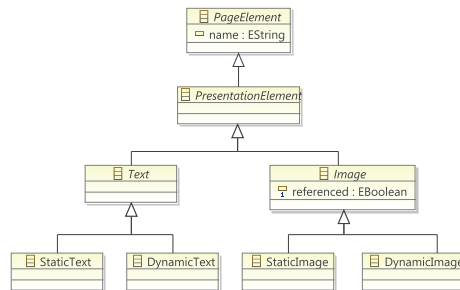 PageElement
name : EString
PresentationElement
Text
Image
referenced : EBoolean
StaticText
DynamicText
StaticImage
DynamicImage